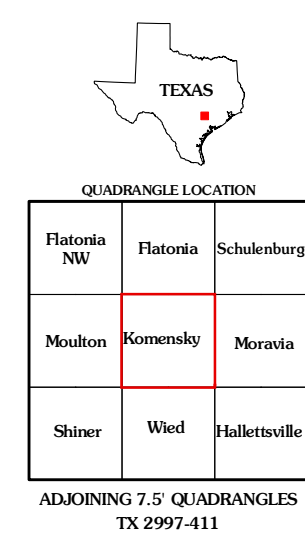 TEXAS
QUADRANGLE LOCATION
Flatonia NW
Flatonia
Schulenburg
Moulton
Komensky
Moravia
Shiner
Wied
Hallettsville
ADJOINING 7.5' QUADRANGLES
TX 2997-411